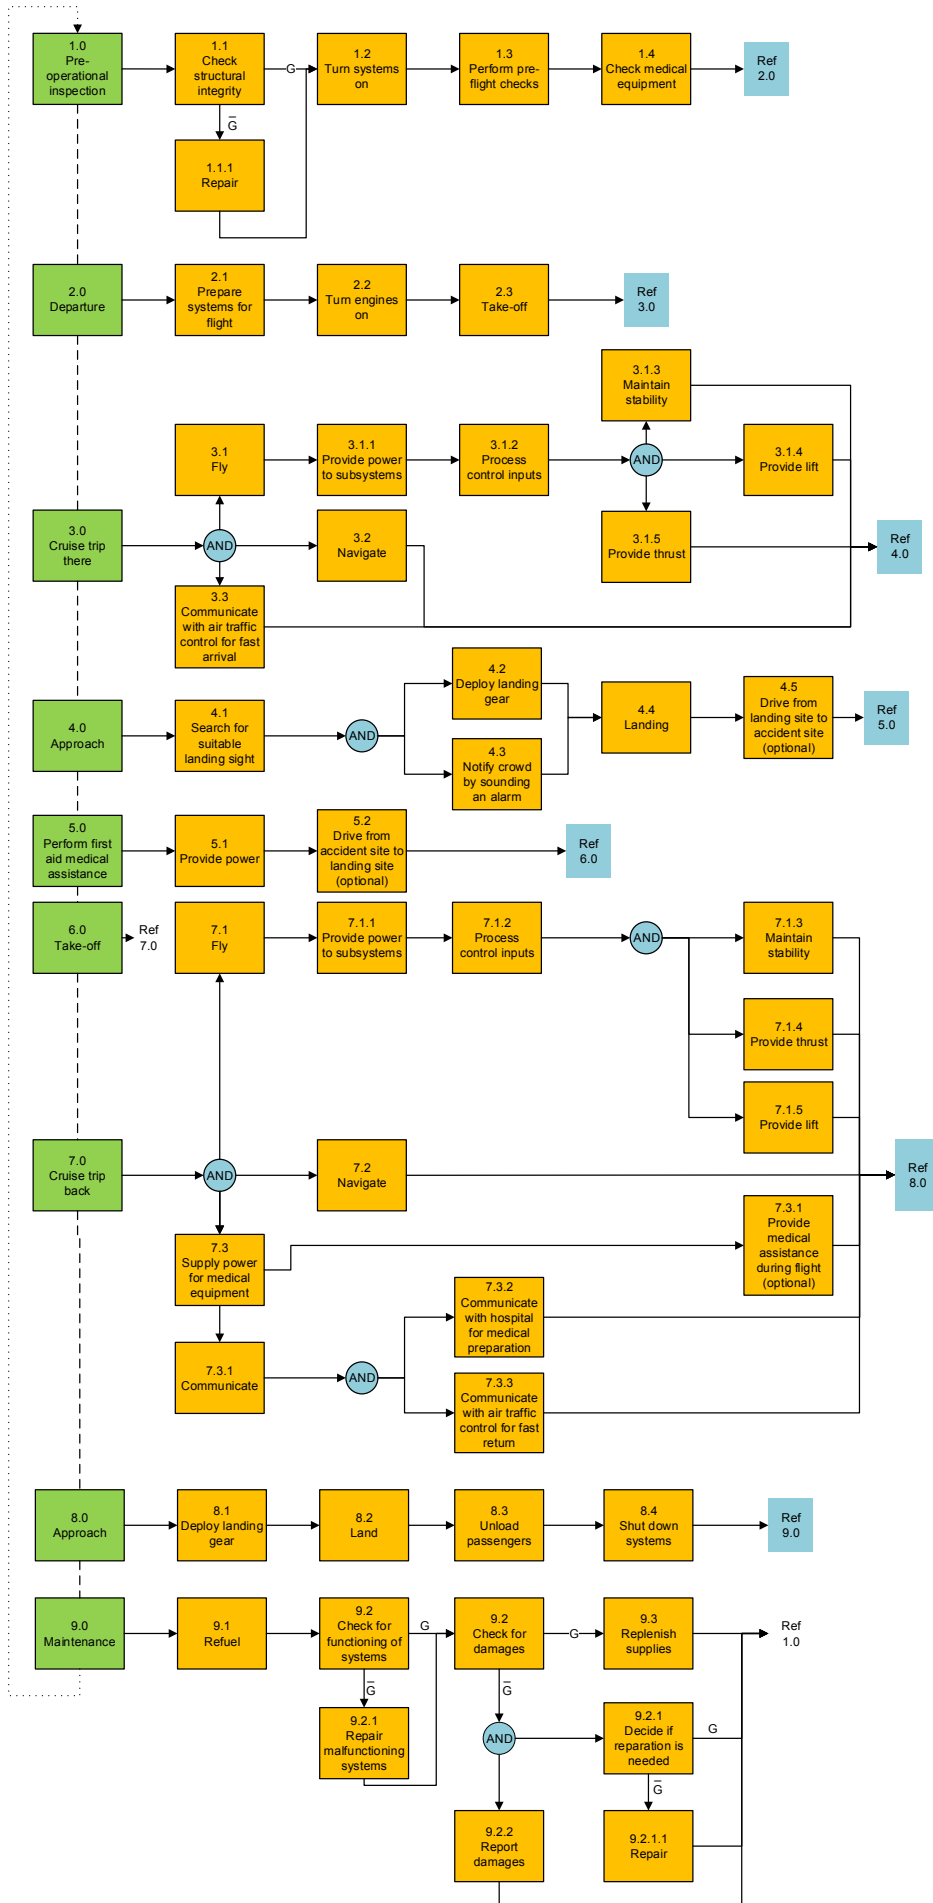 1.0
Pre-
operational
inspection
1.1
Check
structural
integrity
G
1.2
Turn systems
on
1.3
Perform pre-
flight checks
1.4
Check medical
equipment
Ref
2.0
G̅
1.1.1
Repair
2.0
Departure
2.1
Prepare
systems for
flight
2.2
Turn engines
on
2.3
Take-off
Ref
3.0
3.1.3
Maintain
stability
3.1
Fly
3.1.1
Provide power
to subsystems
3.1.2
Process
control inputs
AND
3.1.4
Provide lift
3.0
Cruise trip
there
AND
3.2
Navigate
3.1.5
Provide thrust
Ref
4.0
3.3
Communicate
with air traffic
control for fast
arrival
4.0
Approach
4.1
Search for
suitable
landing sight
AND
4.2
Deploy landing
gear
4.3
Notify crowd
by sounding
an alarm
4.4
Landing
4.5
Drive from
landing site to
accident site
(optional)
Ref
5.0
5.0
Perform first
aid medical
assistance
5.1
Provide power
5.2
Drive from
accident site to
landing site
(optional)
Ref
6.0
6.0
Take-off
Ref
7.0
7.1
Fly
7.1.1
Provide power
to subsystems
7.1.2
Process
control inputs
AND
7.1.3
Maintain
stability
7.1.4
Provide thrust
7.1.5
Provide lift
7.0
Cruise trip
back
AND
7.2
Navigate
Ref
8.0
7.3
Supply power
for medical
equipment
7.3.1
Provide
medical
assistance
during flight
(optional)
7.3.1
Communicate
AND
7.3.2
Communicate
with hospital
for medical
preparation
7.3.3
Communicate
with air traffic
control for fast
return
8.0
Approach
8.1
Deploy landing
gear
8.2
Land
8.3
Unload
passengers
8.4
Shut down
systems
Ref
9.0
9.0
Maintenance
9.1
Refuel
9.2
Check for
functioning of
systems
G
9.2
Check for
damages
G
9.3
Replenish
supplies
Ref
1.0
G̅
9.2.1
Repair
malfunctioning
systems
G̅
AND
9.2.1
Decide if
reparation is
needed
G
G̅
9.2.2
Report
damages
9.2.1.1
Repair